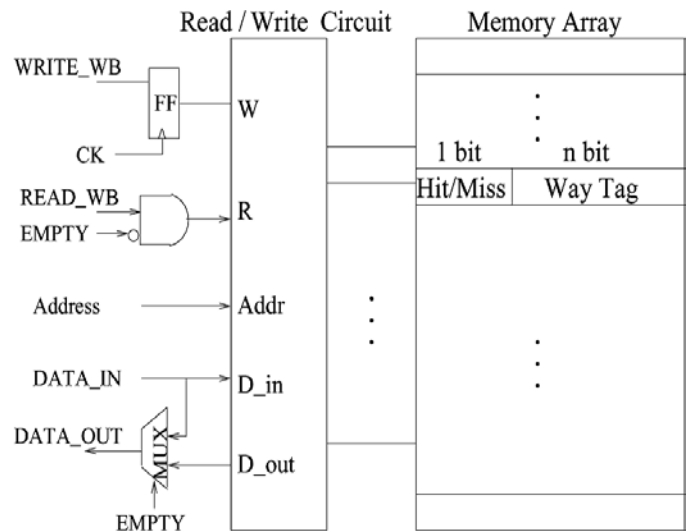 Read / Write Circuit
Memory Array
WRITE_WB
FF
W
CK
1 bit
n bit
READ_WB
R
Hit/Miss
Way Tag
EMPTY
Address
Addr
DATA_IN
D_in
DATA_OUT
MUX
D_out
EMPTY